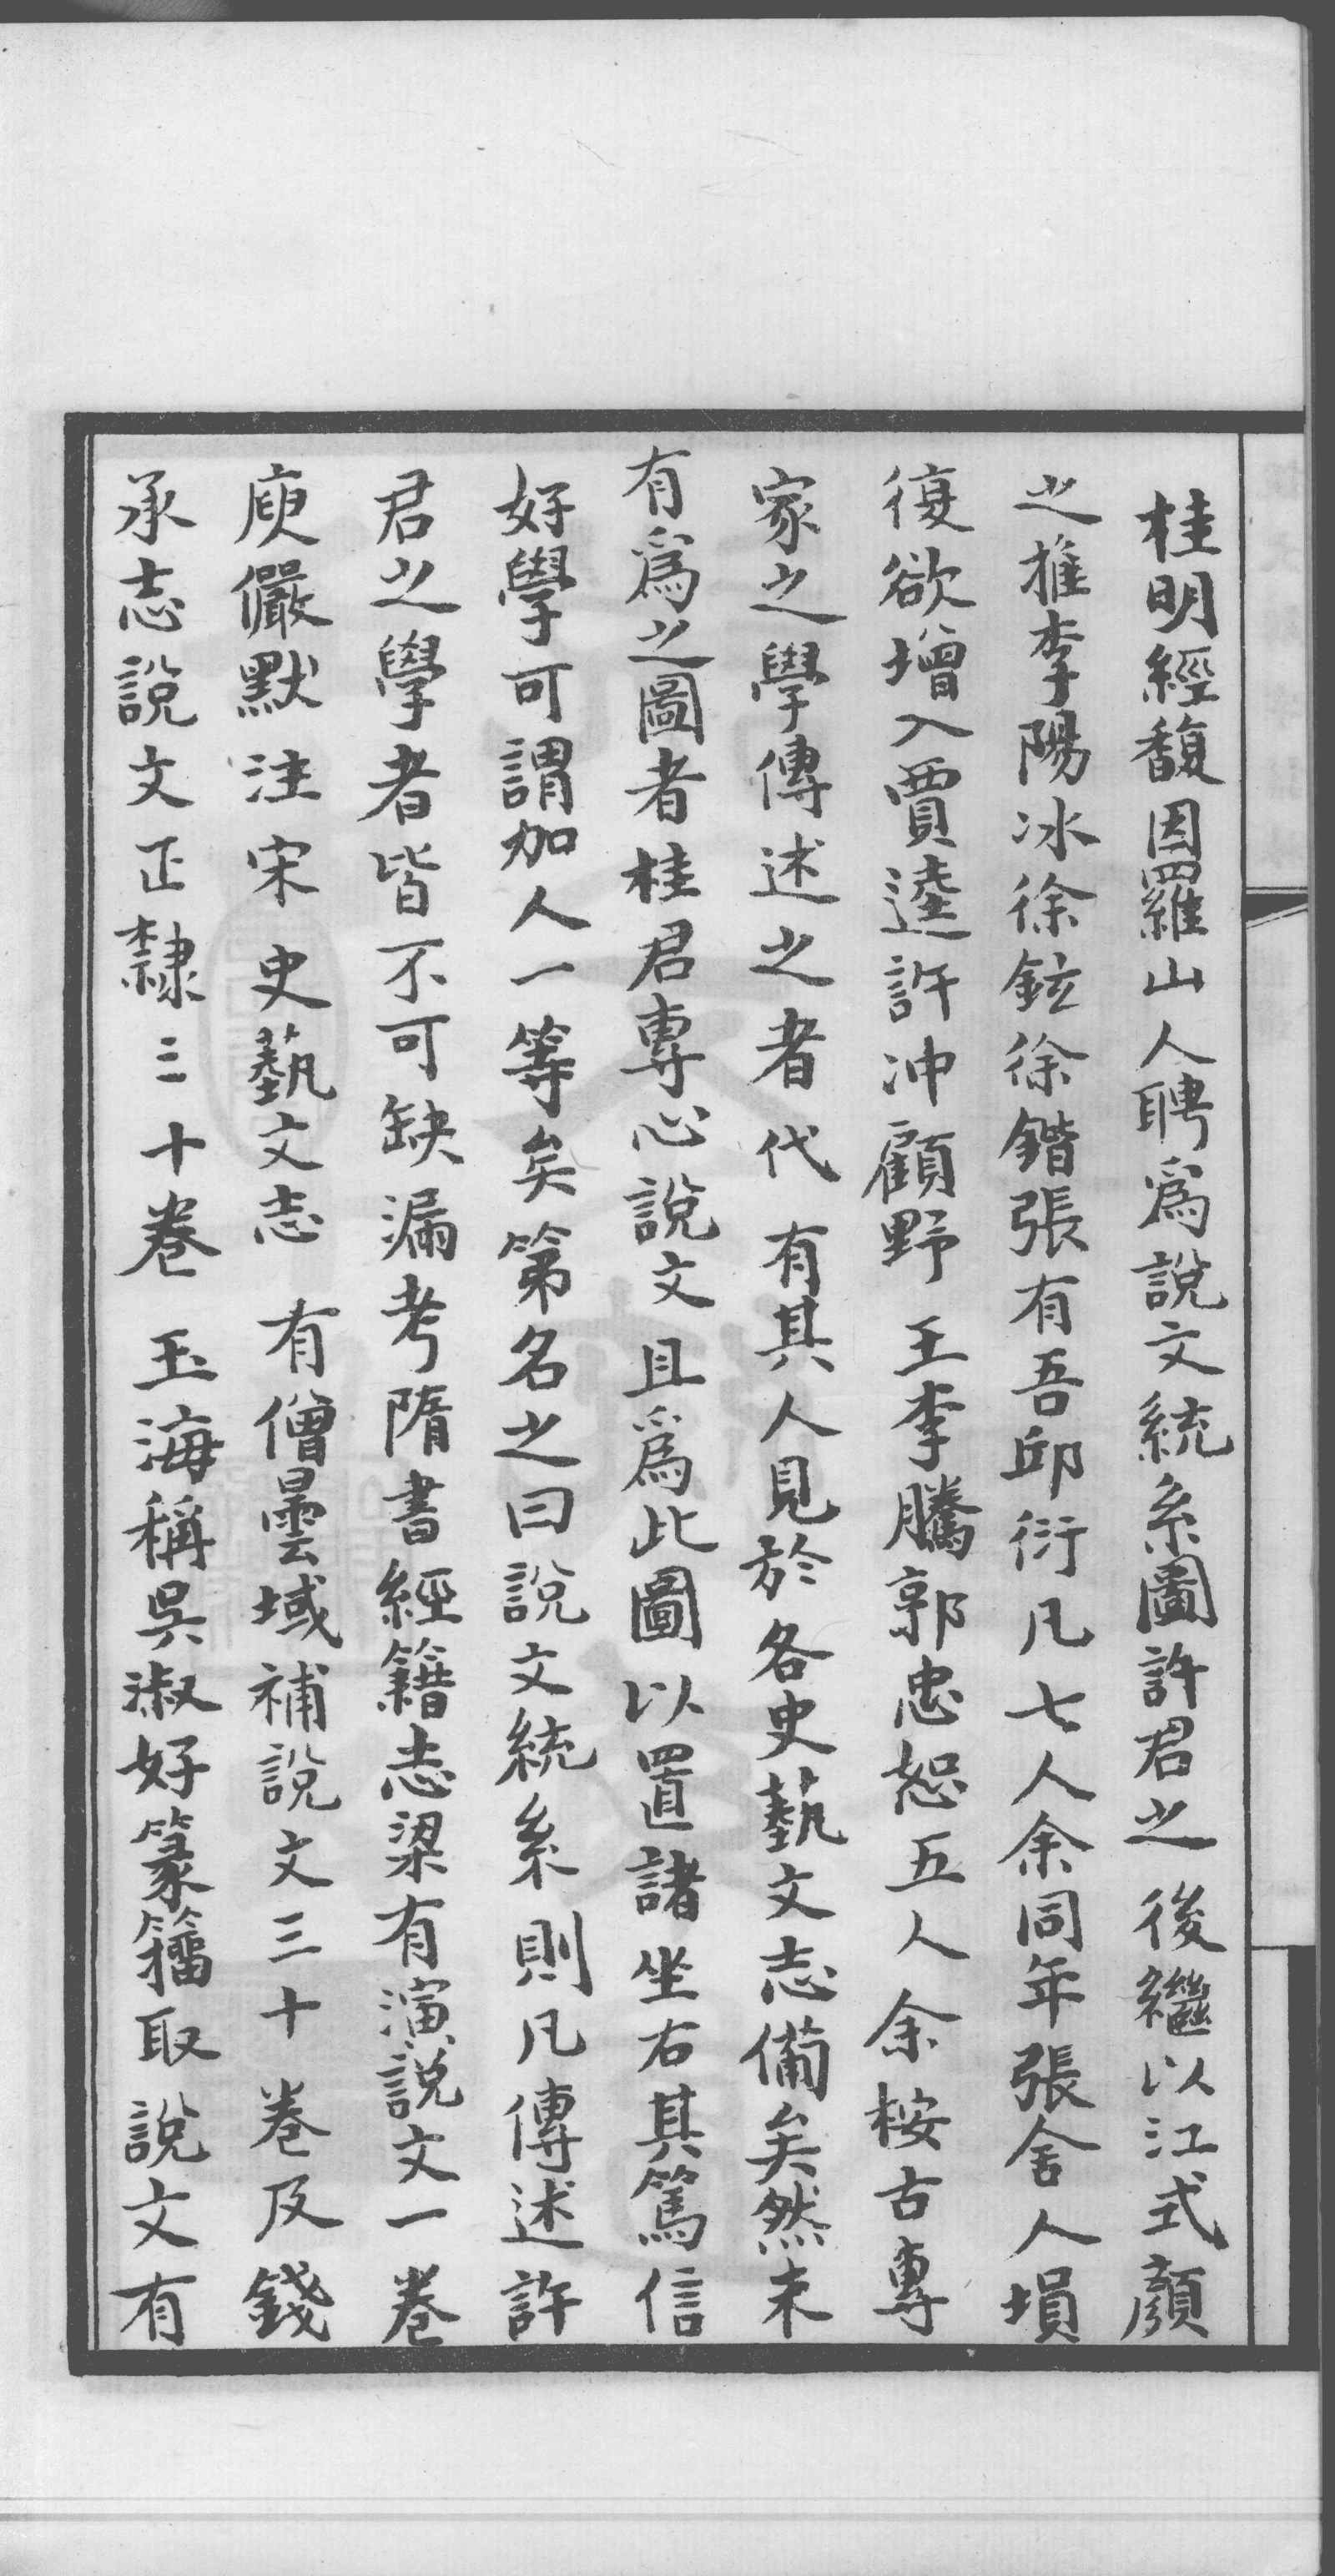 桂明經馥因羅山人聘爲說文統系圖許君之後繼以江式顏
之推李陽冰徐鉉徐鍇張有吾邱衍凡七人余同年張舍人塤
復欲增入賈逵許冲顧野王李騰郭忠恕五人余桉古專
家之學傳述之者代有其人見於各史藝文志備矣然未
有爲之圖者桂君專心說文且爲此圖以置諸坐右其篤信
好學可謂加人一等矣第名之曰說文統系則凡傳述許
君之學者皆不可缺漏考隋書經籍志梁有演説文一卷
庾儼默注宋史藝文志有僧曇域補說文三十卷及錢
承志說文正隸三十卷玉海稱吳淑好篆籒取說文有